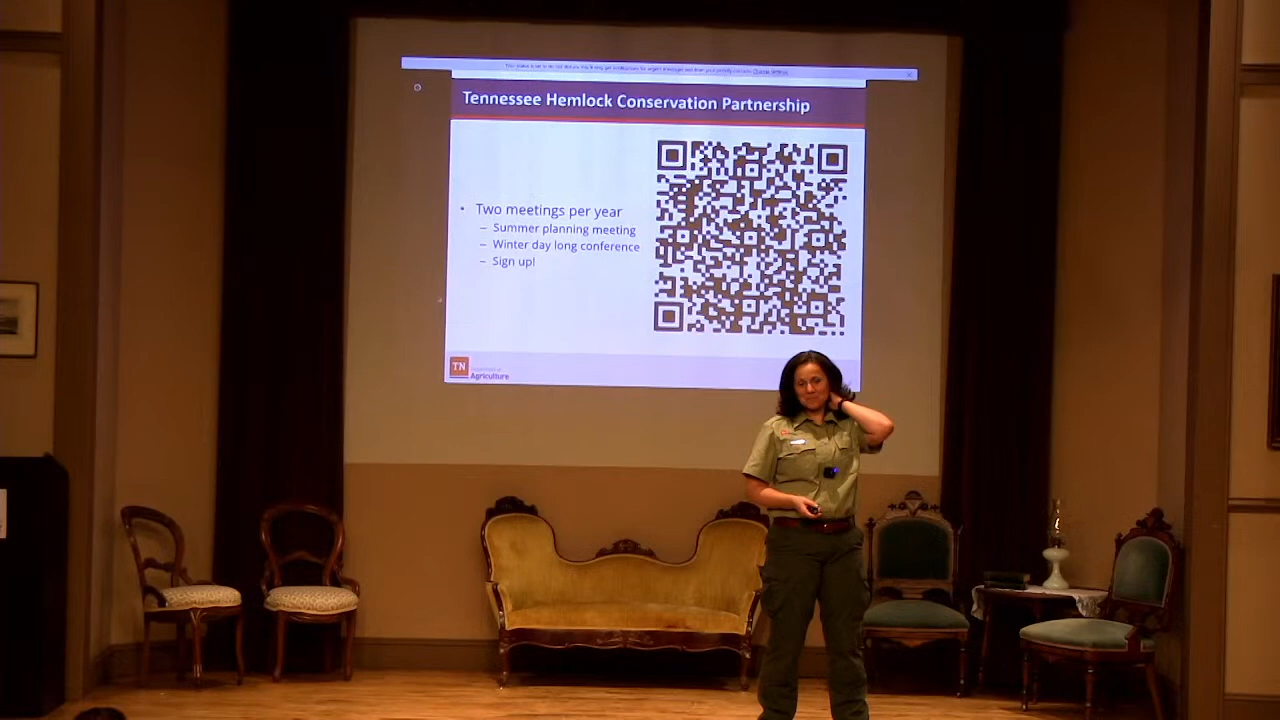 Tennessee Hemlock Conservation Partnership
• Two meetings per year
– Summer planning meeting
– Winter day long conference
– Sign up!
TN
Agriculture